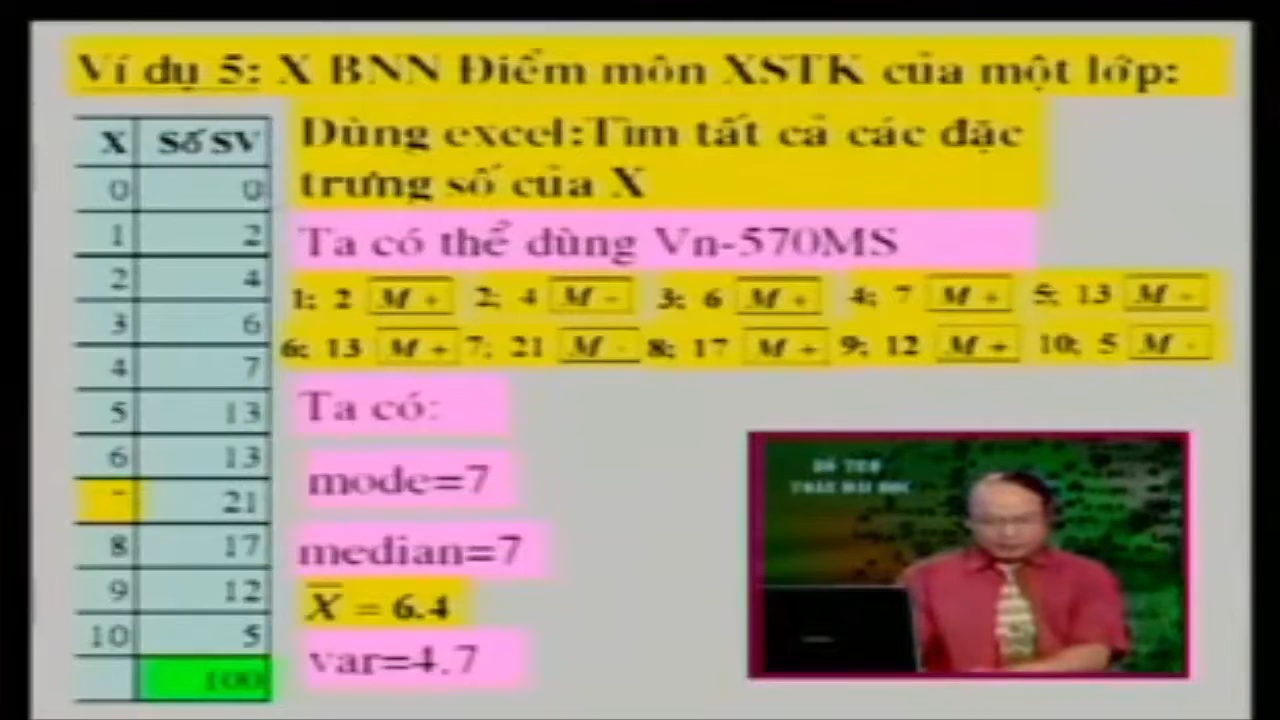 Ví dụ 5: X BNN Điểm môn XSTK của một lớp:
Dùng excel:Tìm tất cả các đặc
trưng số của X
Ta có thể dùng Vn-570MS
1; 2 M + 2; 4 M + 3; 6 M + 4; 7 M + 5; 13 M +
6; 13 M + 7; 21 M + 8; 17 M + 9; 12 M + 10; 5 M +
X Số SV
0 0
1 2
2 4
3 6
4 7
5 13
6 13
7 21
8 17
9 12
10 5
100
Ta có:
mode=7
median=7
X̅ = 6.4
var=4.7